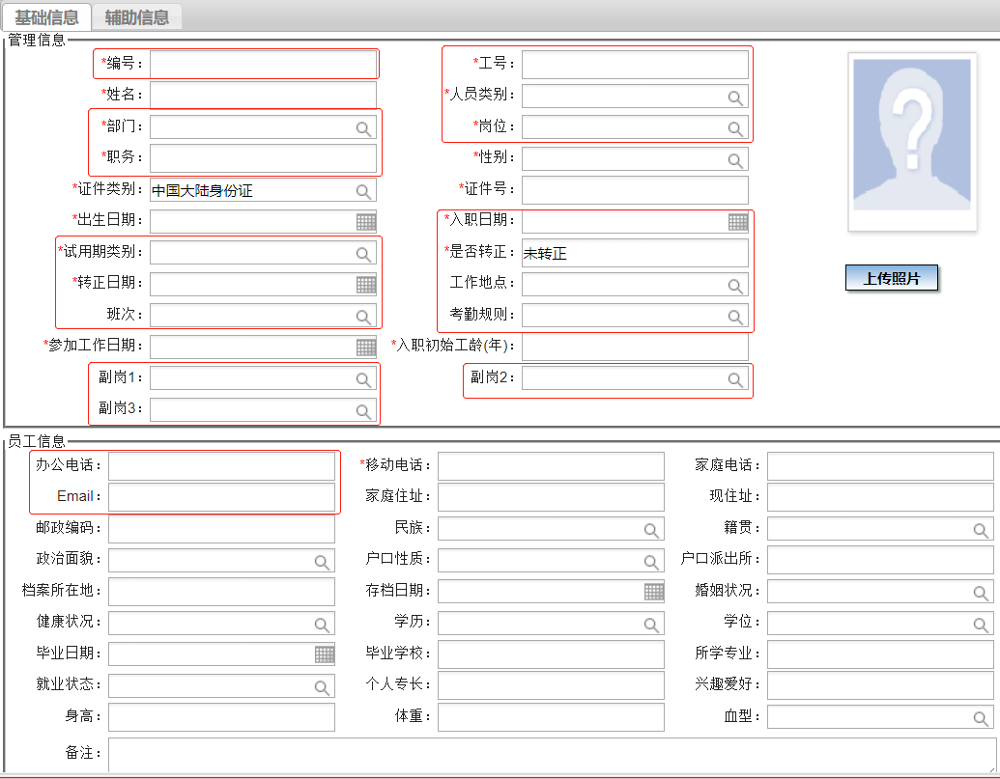 基础信息 辅助信息
管理信息
*编号： *工号：
*姓名： *人员类别：
*部门： *岗位：
*职务： *性别：
*证件类别： 中国大陆身份证 *证件号：
*出生日期： *入职日期：
*试用期类别： *是否转正： 未转正
*转正日期： 工作地点：
班次： 考勤规则：
*参加工作日期： *入职初始工龄(年)：
副岗1： 副岗2：
副岗3：
上传照片
员工信息
办公电话： *移动电话： 家庭电话：
Email： 家庭住址： 现住址：
邮政编码： 民族： 籍贯：
政治面貌： 户口性质： 户口派出所：
档案所在地： 存档日期： 婚姻状况：
健康状况： 学历： 学位：
毕业日期： 毕业学校： 所学专业：
就业状态： 个人专长： 兴趣爱好：
身高： 体重： 血型：
备注：